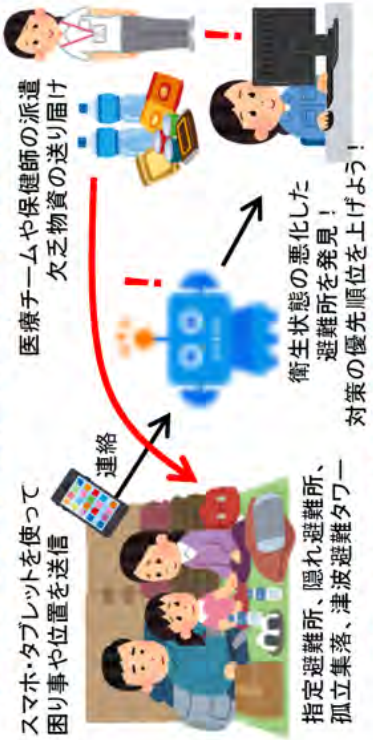 スマホ・タブレットを使って
困り事や位置を送信
連絡
指定避難所、隠れ避難所、
孤立集落、津波避難タワー
医療チームや保健師の派遣
欠乏物資の送り届け
衛生状態の悪化した
避難所を発見！
対策の優先順位を上げよう！